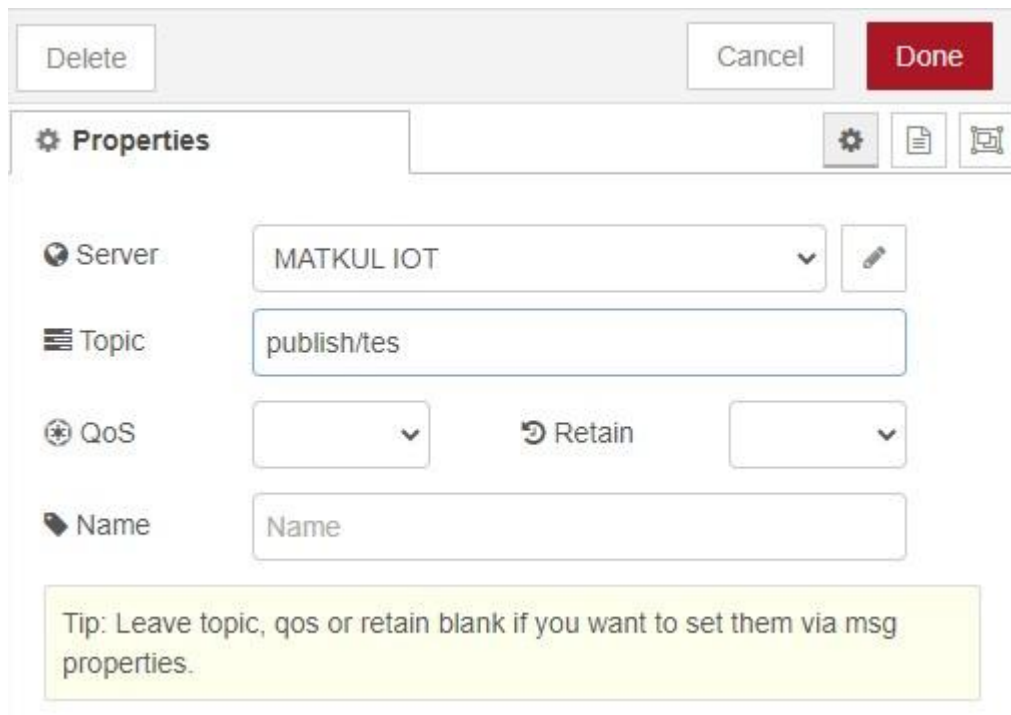 Delete Cancel Done
Properties
Server MATKUL IOT
Topic publish/tes
QoS Retain
Name Name
Tip: Leave topic, qos or retain blank if you want to set them via msg
properties.